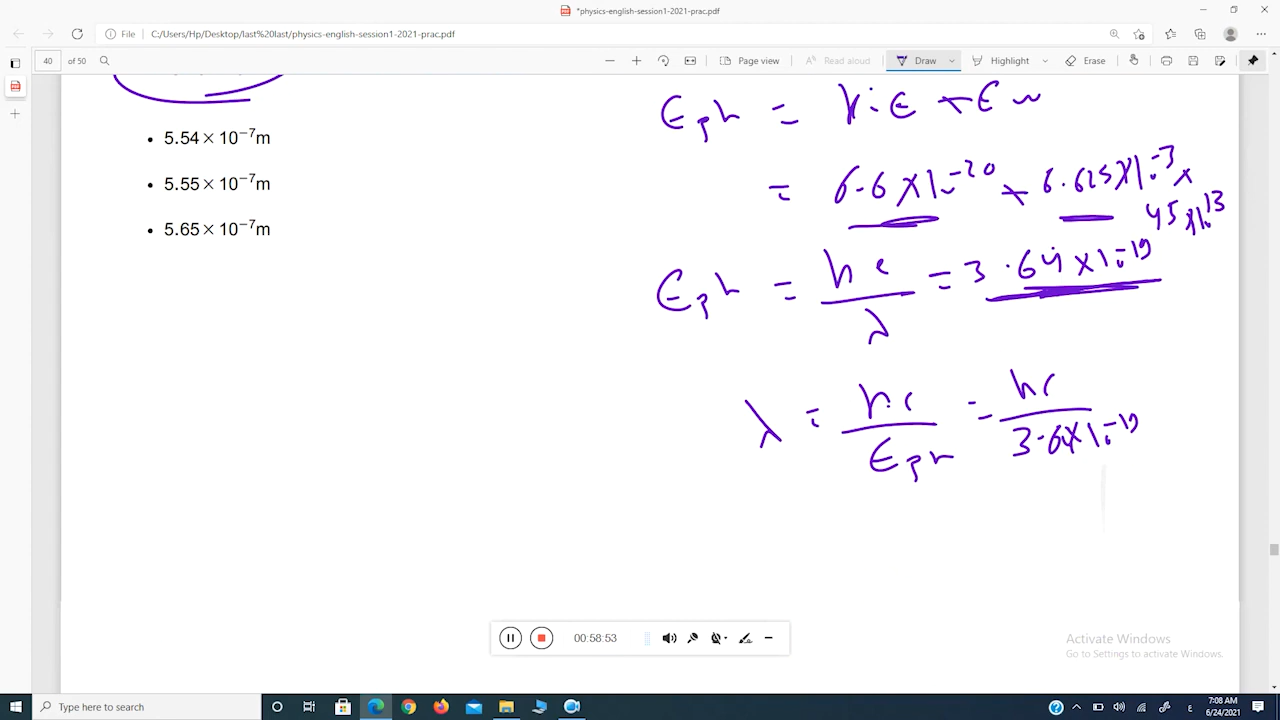 *physics-english-session1-2021-prac.pdf
File C:/Users/Hp/Desktop/last%20last/physics-english-session1-2021-prac.pdf
40 of 50 Page view Read aloud Draw Highlight Erase
• 5.54 × 10⁻⁷m
• 5.55 × 10⁻⁷m
• 5.65 × 10⁻⁷m
Eph = K.E + Ew
= 6.6 × 10⁻²⁰ + 6.625 × 10⁻³ ×
45 × 10¹³
Eph = hc/λ = 3.64 × 10⁻¹⁹
λ = hc/Eph = hc/3.64 × 10⁻¹⁹
00:58:53
Activate Windows
Go to Settings to activate Windows.
Type here to search
7:08 AM
6/24/2021